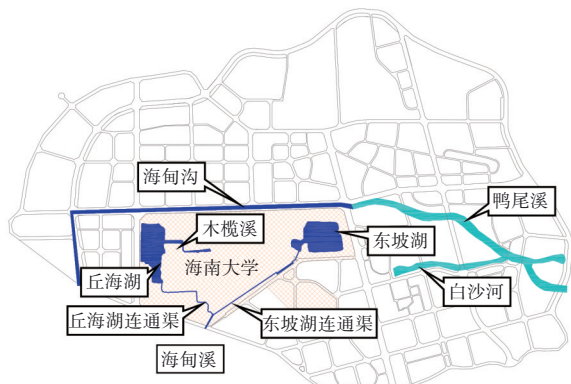 海甸沟
鸭尾溪
木榄溪
东坡湖
海南大学
丘海湖
白沙河
丘海湖连通渠
东坡湖连通渠
海甸溪